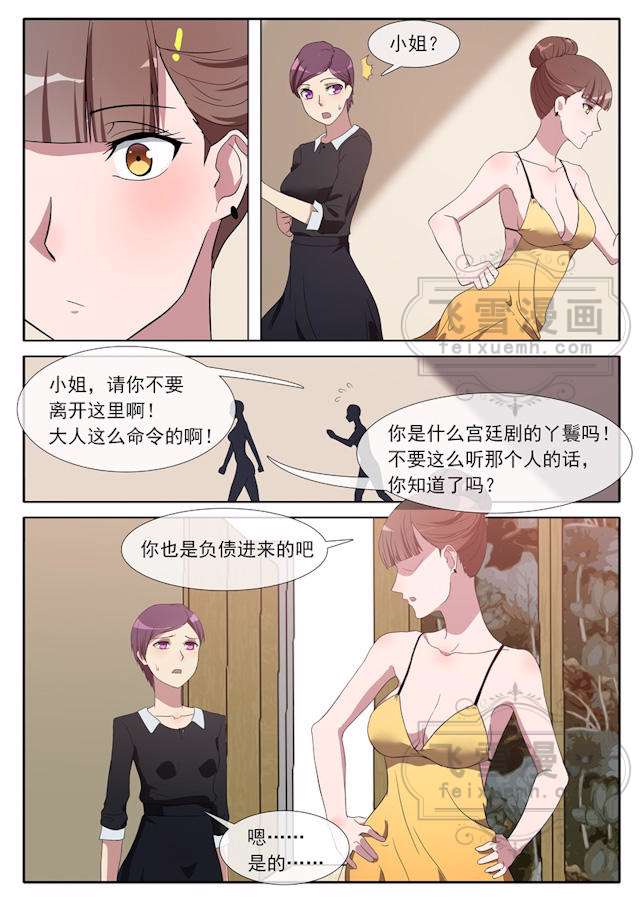 !
小姐?
飞雪漫画
feixuemh.com
小姐,请你不要
离开这里啊!
大人这么命令的啊!
你是什么宫廷剧的丫鬟吗!
不要这么听那个人的话,
你知道了吗?
你也是负债进来的吧
飞雪漫
嗯……
是的……